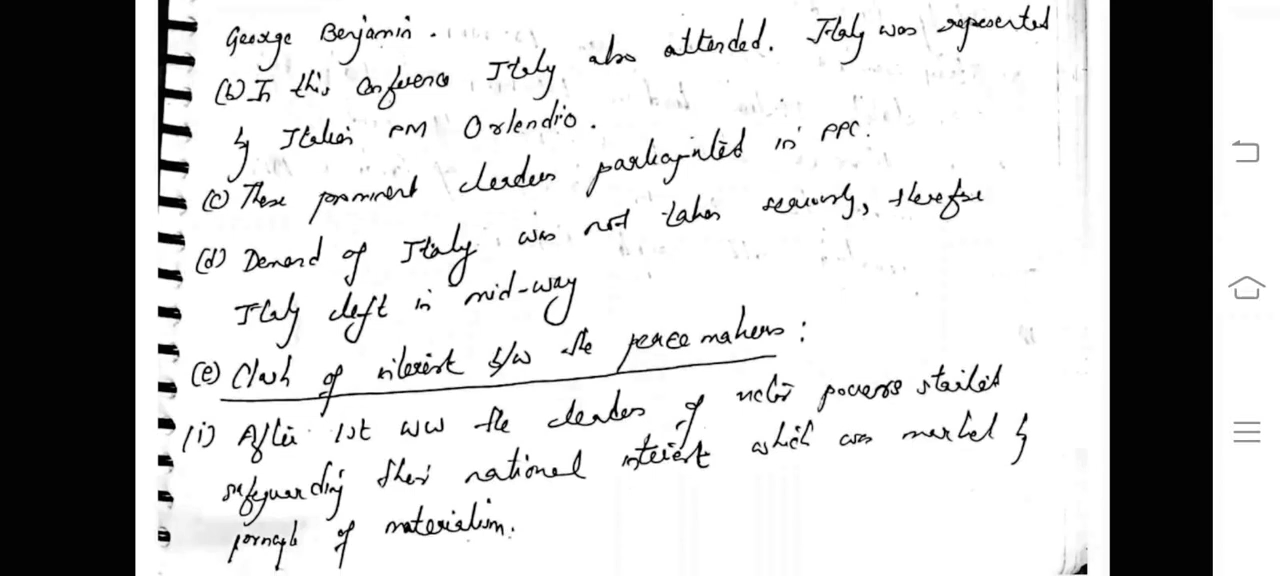 George Benjamin.
(b) In this conference Italy also attended. Italy was repesented
by Italian PM Orlendio.
(c) These prominent leaders participated in PPC.
(d) Demand of Italy was not taken seriously, therefore
Italy left in mid-way
(e) Clash of interest b/w the peace makers :
(i) After 1st WW the leaders of victor powers started
safeguarding their national interest which was marked by
of materialism.